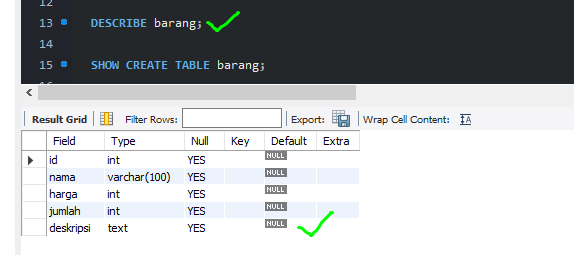 12
13 DESCRIBE barang;
14
15 SHOW CREATE TABLE barang;
Result Grid Filter Rows: Export: Wrap Cell Content:
Field Type Null Key Default Extra
id int YES NULL
nama varchar(100) YES NULL
harga int YES NULL
jumlah int YES NULL
deskripsi text YES NULL